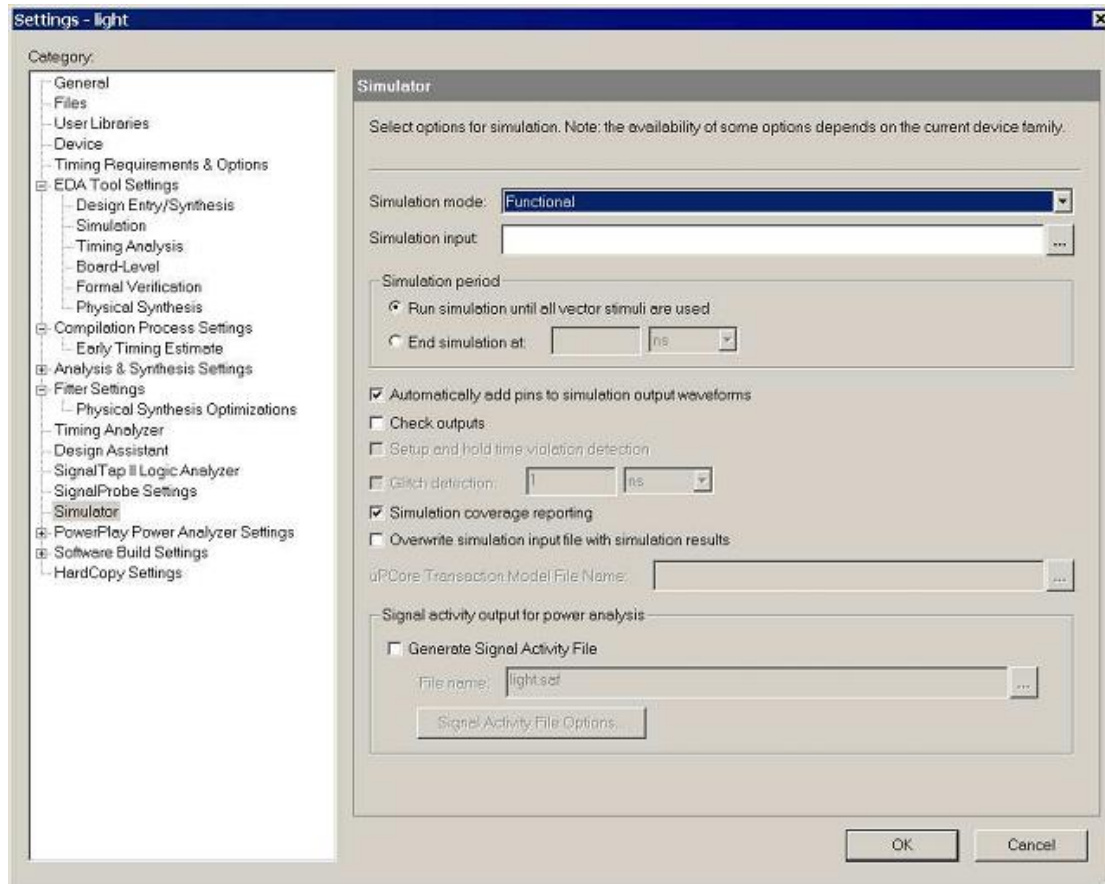 Settings - light
Category:
General
Files
User Libraries
Device
Timing Requirements & Options
EDA Tool Settings
Design Entry/Synthesis
Simulation
Timing Analysis
Board-Level
Formal Verification
Physical Synthesis
Compilation Process Settings
Early Timing Estimate
Analysis & Synthesis Settings
Fitter Settings
Physical Synthesis Optimizations
Timing Analyzer
Design Assistant
SignalTap II Logic Analyzer
SignalProbe Settings
Simulator
PowerPlay Power Analyzer Settings
Software Build Settings
HardCopy Settings
Simulator
Select options for simulation. Note: the availability of some options depends on the current device family.
Simulation mode: Functional
Simulation input: ...
Simulation period
Run simulation until all vector stimuli are used
End simulation at: ns
Automatically add pins to simulation output waveforms
Check outputs
Setup and hold time violation detection
Glitch detection: 1 ns
Simulation coverage reporting
Overwrite simulation input file with simulation results
uPCore Transaction Model File Name: ...
Signal activity output for power analysis
Generate Signal Activity File
File name: light.saf ...
Signal Activity File Options...
OK Cancel